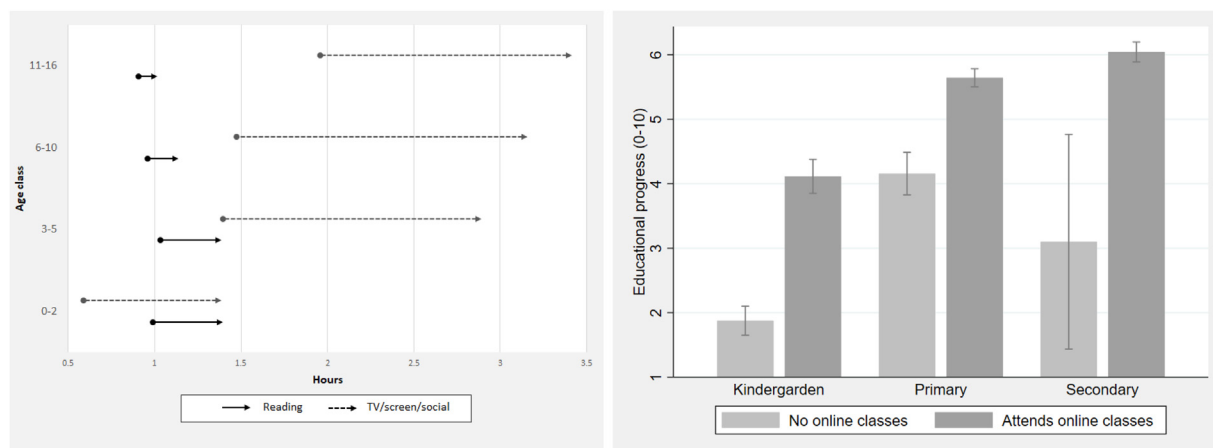 11-16
6-10
3-5
0-2
Age class
0.5 1 1.5 2 2.5 3 3.5
Hours
Reading TV/screen/social
Educational progress (0-10)
6
5
4
3
2
1
Kindergarden Primary Secondary
No online classes Attends online classes